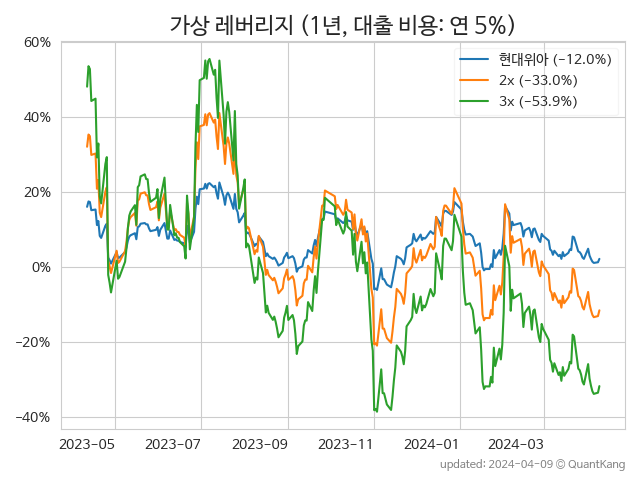 가상 레버리지 (1년, 대출 비용: 연 5%)
60%
40%
20%
0%
−20%
−40%
현대위아 (−12.0%)
2x (−33.0%)
3x (−53.9%)
2023-05 2023-07 2023-09 2023-11 2024-01 2024-03
updated: 2024-04-09 © QuantKang